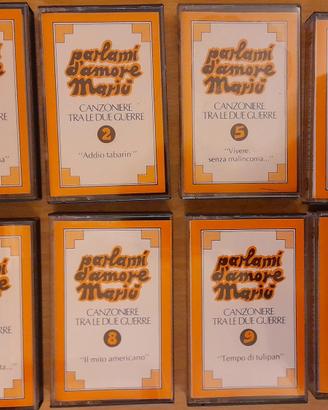 parlami
d'amore
Mariù
CANZONIERE
TRA LE DUE GUERRE
2
"Addio tabarin"
parlami
d'amore
Mariù
CANZONIERE
TRA LE DUE GUERRE
5
"Vivere
senza malinconia..."
parlami
d'amore
Mariù
CANZONIERE
TRA LE DUE GUERRE
8
"Il mito americano"
parlami
d'amore
Mariù
CANZONIERE
TRA LE DUE GUERRE
9
"Tempo di tulipan"